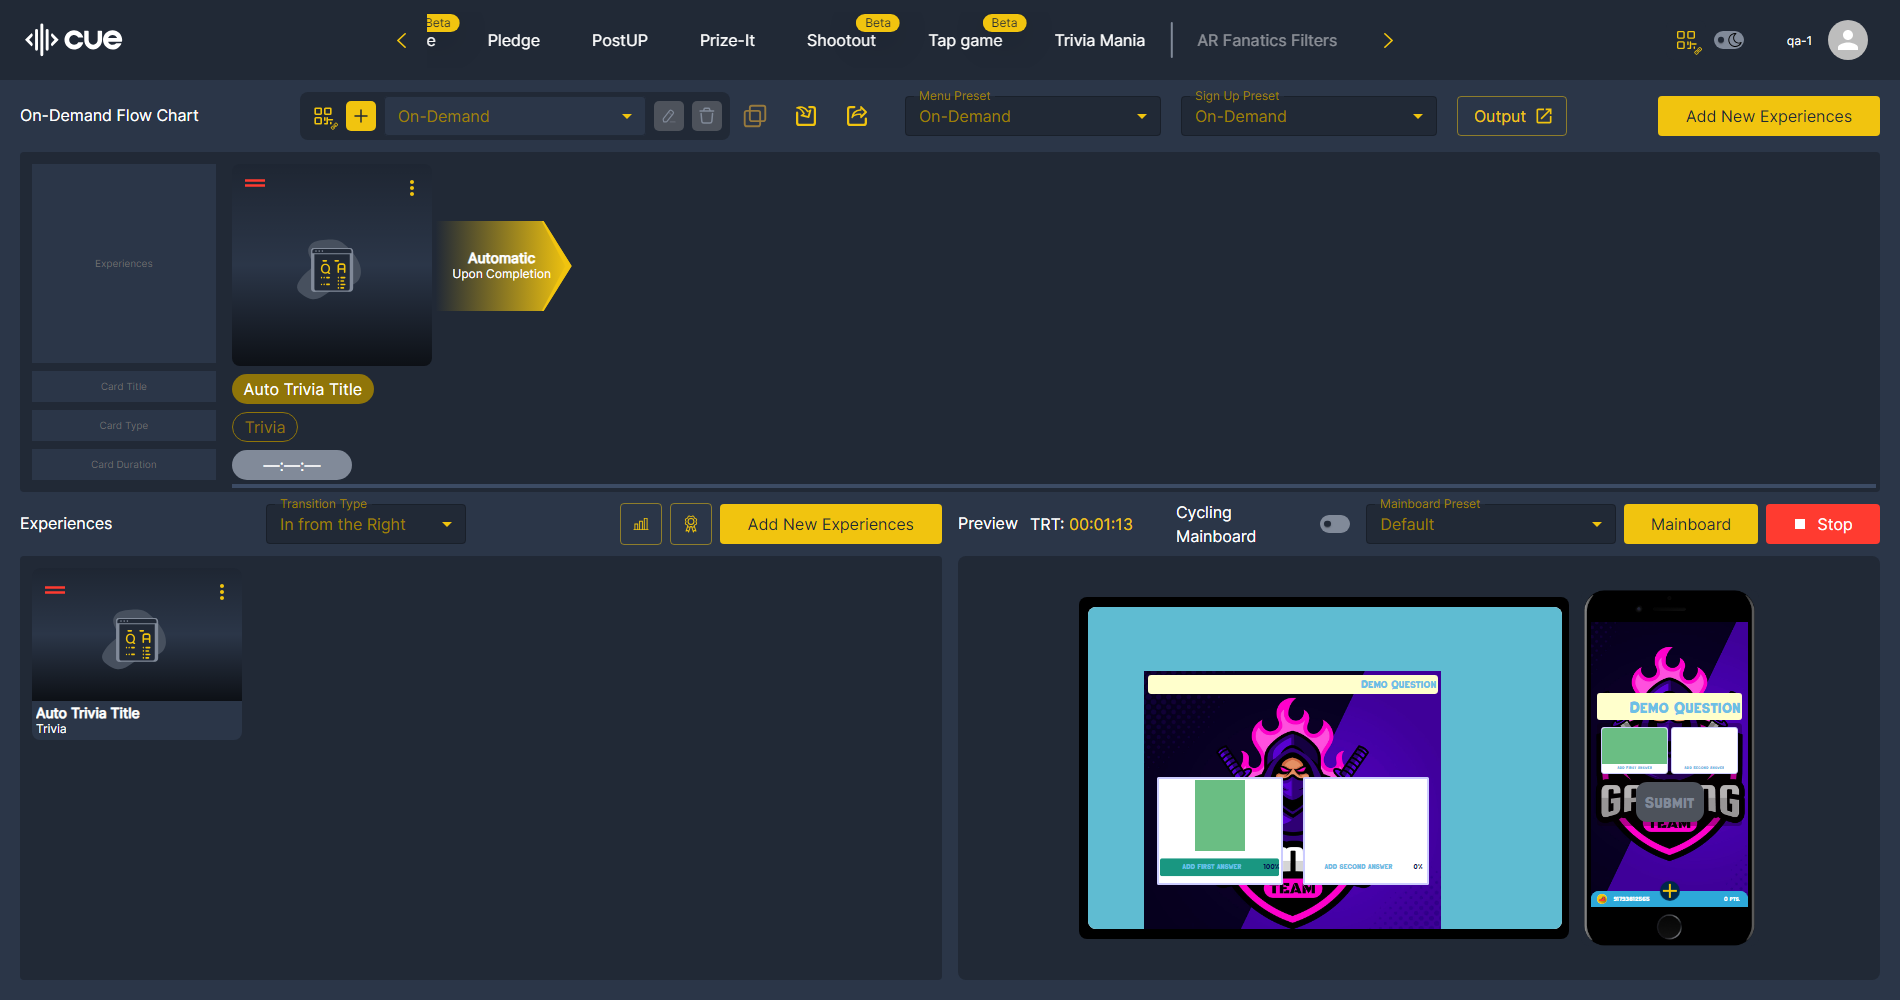 cue
e
Beta
Pledge
PostUP
Prize-It
Shootout
Beta
Tap game
Beta
Trivia Mania
AR Fanatics Filters
qa-1
On-Demand Flow Chart
On-Demand
Menu Preset
On-Demand
Sign Up Preset
On-Demand
Output
Add New Experiences
Experiences
Automatic
Upon Completion
Card Title
Auto Trivia Title
Card Type
Trivia
Card Duration
—:—:—
Experiences
Transition Type
In from the Right
Add New Experiences
Preview
TRT: 00:01:13
Cycling
Mainboard
Mainboard Preset
Default
Mainboard
Stop
Auto Trivia Title
Trivia
Demo Question
ADD FIRST ANSWER
100%
ADD SECOND ANSWER
0%
TEAM
Demo Question
ADD FIRST ANSWER
ADD SECOND ANSWER
Submit
TEAM
0 PTS.